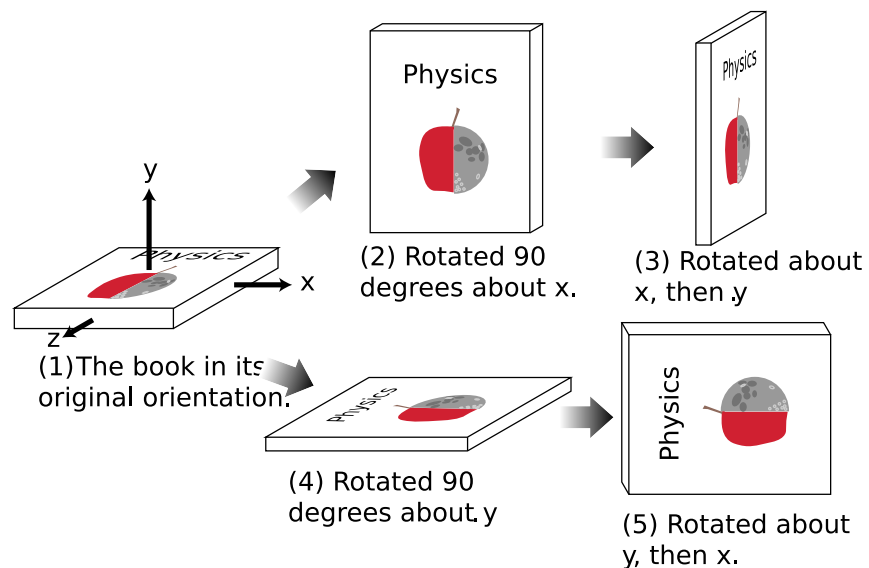 Physics
Physics
y
Physics
x
z
(1)The book in its
original orientation.
(2) Rotated 90
degrees about x.
(3) Rotated about
x, then .y
Physics
(4) Rotated 90
degrees about. y
Physics
(5) Rotated about
y, then x.